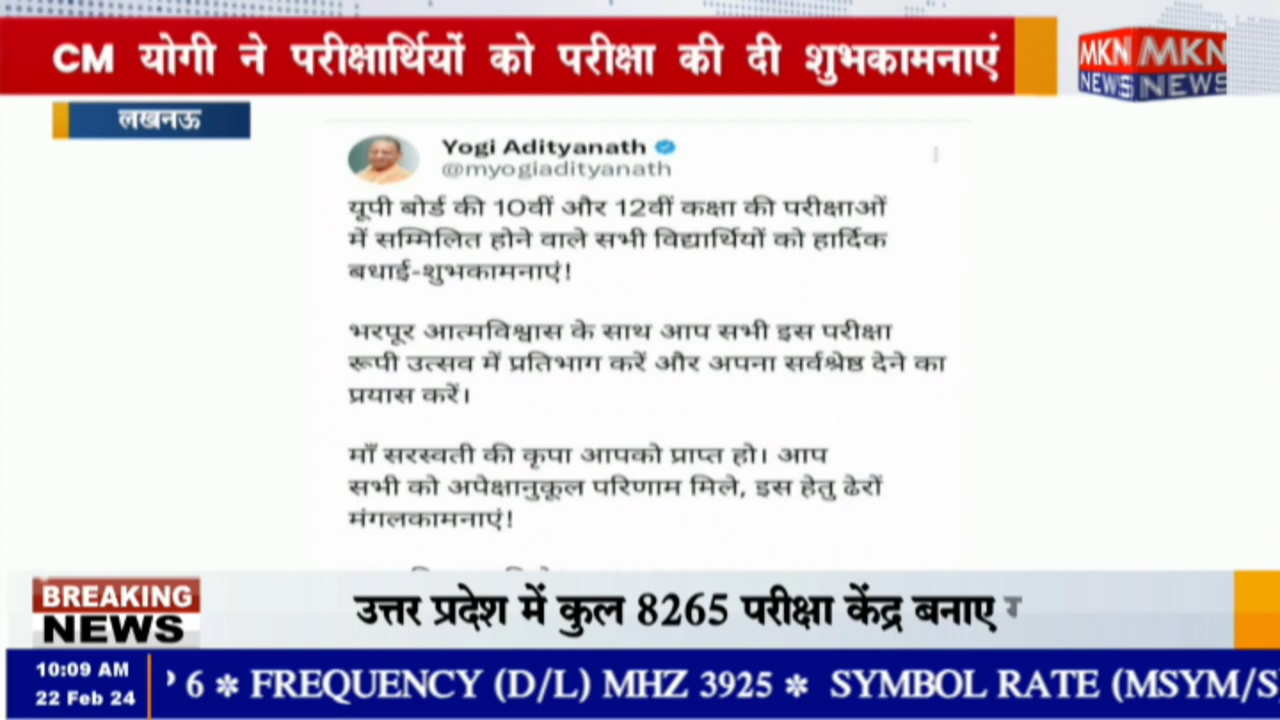 CM योगी ने परीक्षार्थियों को परीक्षा की दी शुभकामनाएं
MKN MKN
NEWS NEWS
लखनऊ
Yogi Adityanath
@myogiadityanath
यूपी बोर्ड की 10वीं और 12वीं कक्षा की परीक्षाओं
में सम्मिलित होने वाले सभी विद्यार्थियों को हार्दिक
बधाई-शुभकामनाएं!
भरपूर आत्मविश्वास के साथ आप सभी इस परीक्षा
रूपी उत्सव में प्रतिभाग करें और अपना सर्वश्रेष्ठ देने का
प्रयास करें।
माँ सरस्वती की कृपा आपको प्राप्त हो। आप
सभी को अपेक्षानुकूल परिणाम मिले, इस हेतु ढेरों
मंगलकामनाएं!
BREAKING
NEWS
उत्तर प्रदेश में कुल 8265 परीक्षा केंद्र बनाए
10:09 AM
22 Feb 24
6 * FREQUENCY (D/L) MHZ 3925 * SYMBOL RATE (MSYM/S